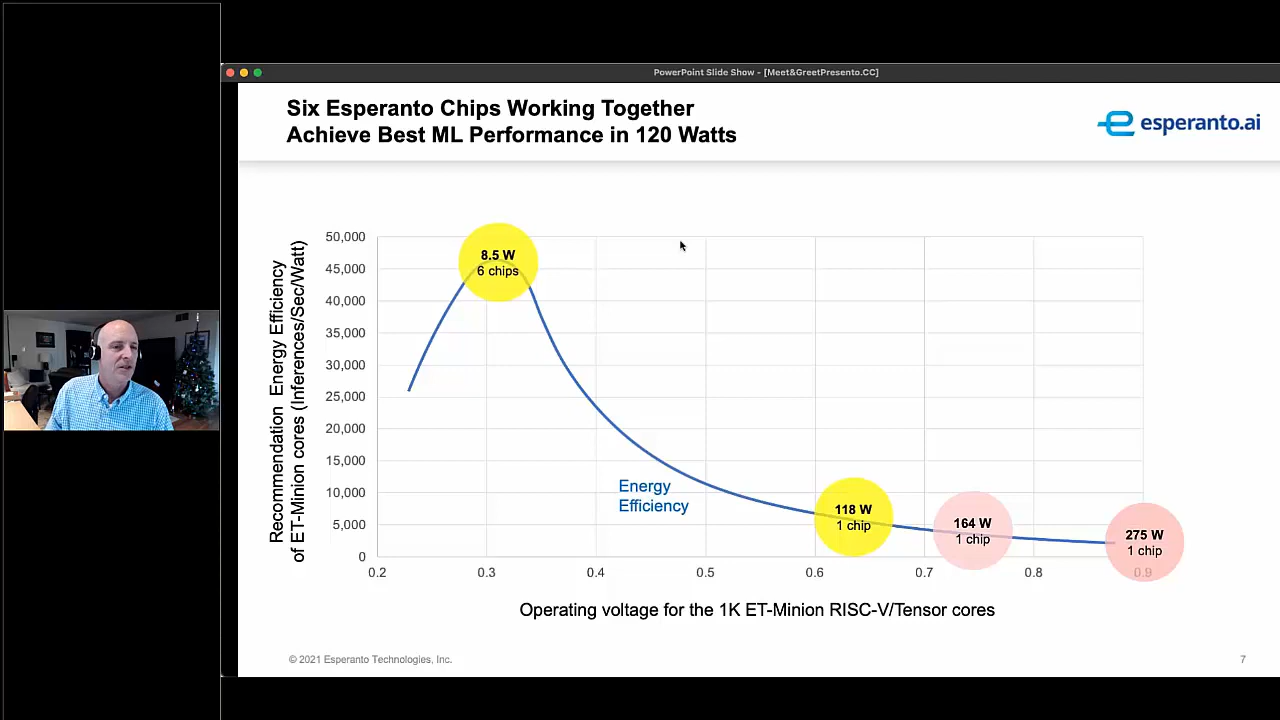 PowerPoint Slide Show - [Meet&GreetPresento.CC]
Six Esperanto Chips Working Together
Achieve Best ML Performance in 120 Watts
esperanto.ai
Recommendation Energy Efficiency
of ET-Minion cores (Inferences/Sec/Watt)
50,000
45,000
40,000
35,000
30,000
25,000
20,000
15,000
10,000
5,000
0
8.5 W
6 chips
Energy
Efficiency
118 W
1 chip
164 W
1 chip
275 W
1 chip
0.2
0.3
0.4
0.5
0.6
0.7
0.8
0.9
Operating voltage for the 1K ET-Minion RISC-V/Tensor cores
© 2021 Esperanto Technologies, Inc.
7